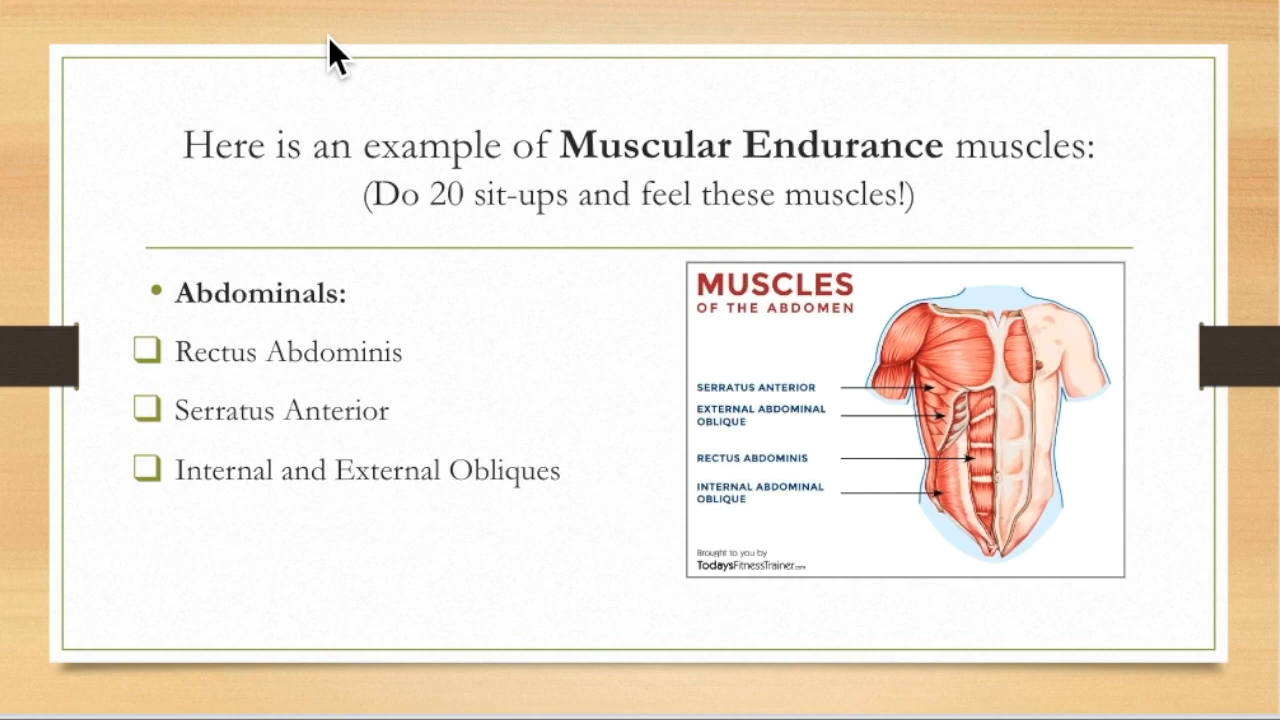 Here is an example of Muscular Endurance muscles:
(Do 20 sit-ups and feel these muscles!)
Abdominals:
Rectus Abdominis
Serratus Anterior
Internal and External Obliques
MUSCLES
OF THE ABDOMEN
SERRATUS ANTERIOR
EXTERNAL ABDOMINAL
OBLIQUE
RECTUS ABDOMINIS
INTERNAL ABDOMINAL
OBLIQUE
Brought to you by
TodaysFitnessTrainer.com